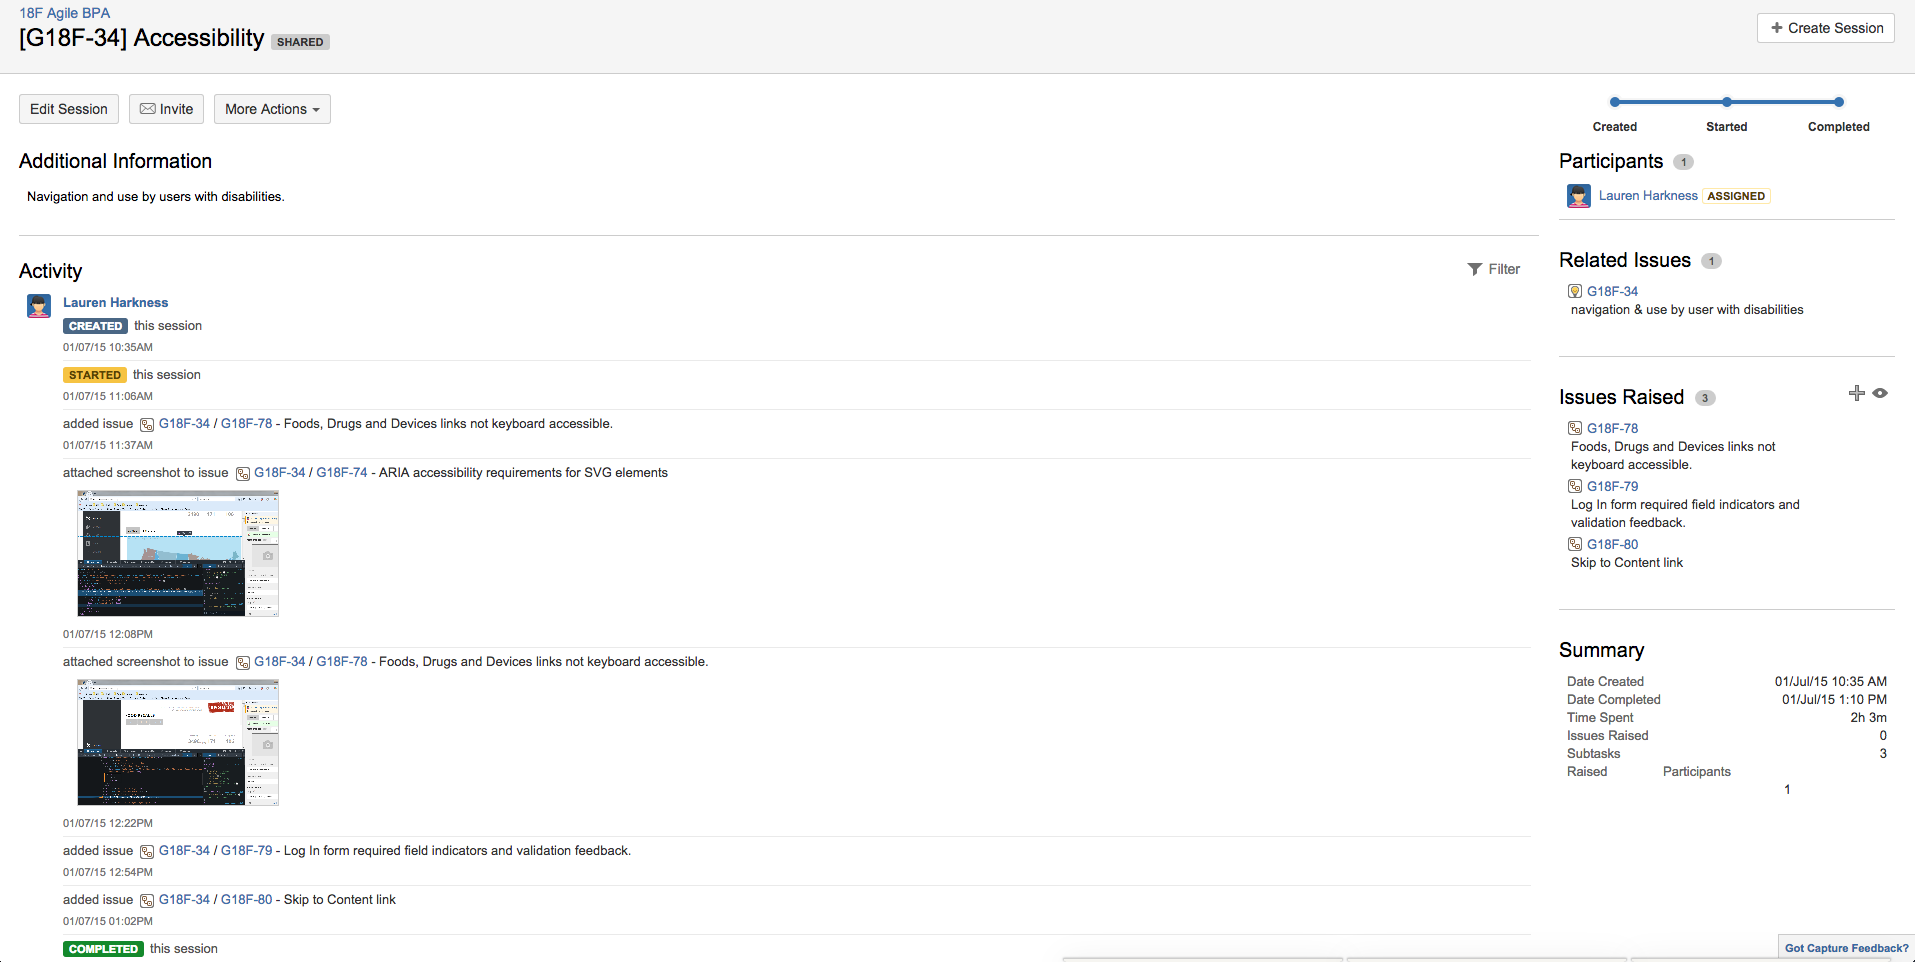 18F Agile BPA
[G18F-34] Accessibility SHARED
Create Session
Edit Session
Invite
More Actions
Additional Information
Navigation and use by users with disabilities.
Activity
Filter
Lauren Harkness
CREATED this session
01/07/15 10:35AM
STARTED this session
01/07/15 11:06AM
added issue G18F-34 / G18F-78 - Foods, Drugs and Devices links not keyboard accessible.
01/07/15 11:37AM
attached screenshot to issue G18F-34 / G18F-74 - ARIA accessibility requirements for SVG elements
01/07/15 12:08PM
attached screenshot to issue G18F-34 / G18F-78 - Foods, Drugs and Devices links not keyboard accessible.
01/07/15 12:22PM
added issue G18F-34 / G18F-79 - Log In form required field indicators and validation feedback.
01/07/15 12:54PM
added issue G18F-34 / G18F-80 - Skip to Content link
01/07/15 01:02PM
COMPLETED this session
Created Started Completed
Participants 1
Lauren Harkness ASSIGNED
Related Issues 1
G18F-34
navigation & use by user with disabilities
Issues Raised 3
G18F-78
Foods, Drugs and Devices links not
keyboard accessible.
G18F-79
Log In form required field indicators and
validation feedback.
G18F-80
Skip to Content link
Summary
Date Created 01/Jul/15 10:35 AM
Date Completed 01/Jul/15 1:10 PM
Time Spent 2h 3m
Issues Raised 0
Subtasks 3
Raised Participants
1
Got Capture Feedback?